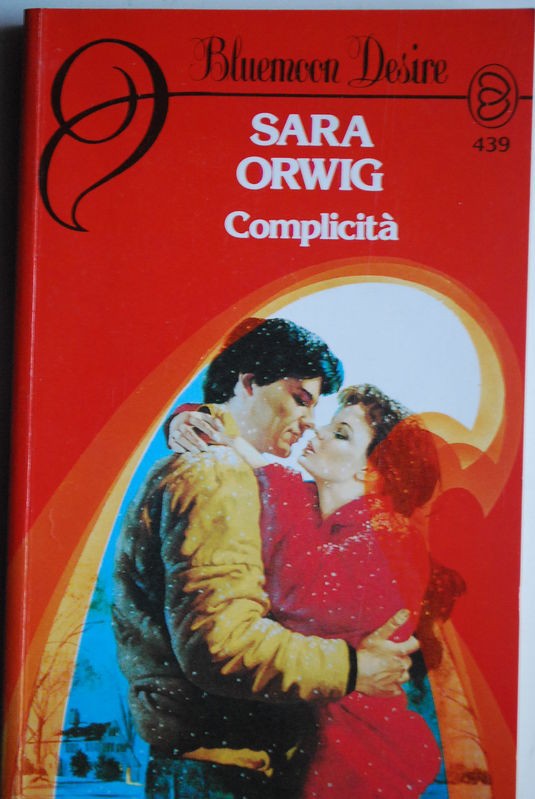 Bluemoon Desire
439
SARA
ORWIG
Complicità